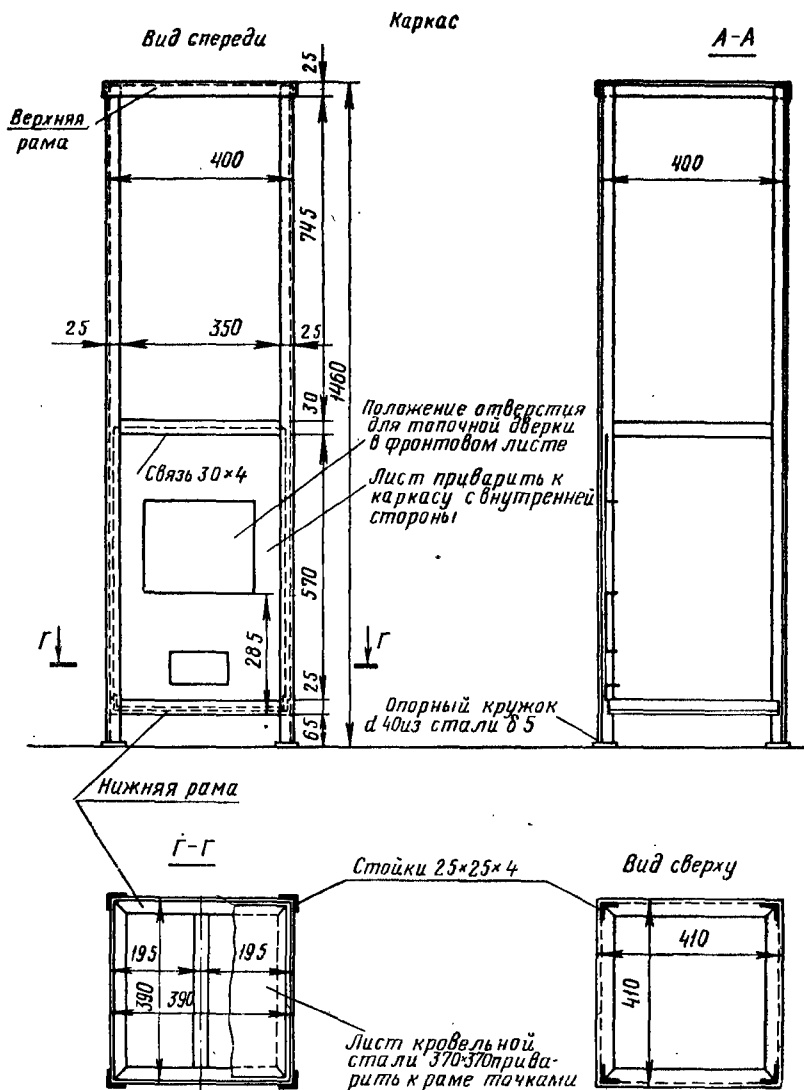 Каркас
Вид спереди
А-А
25
Верхняя
рама
400
400
745
25
350
25
1460
30
Положение отверстия
для топочной дверки
в фронтовом листе
Связь 30×4
Лист приварить к
каркасу с внутренней
стороны
570
285
Г
Г
25
Опорный кружок
d 40из стали δ 5
65
Нижняя рама
Г-Г
Стойки 25×25×4
Вид сверху
195
195
410
390
390
410
Лист кровельной
стали 370×370прива-
рить к раме точками